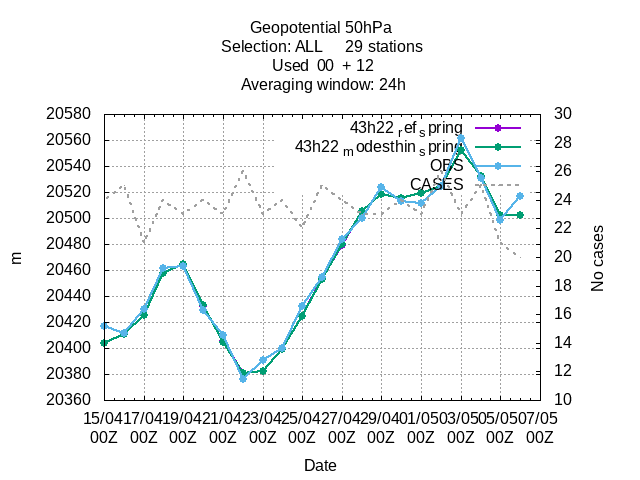 Geopotential 50hPa
Selection: ALL 29 stations
Used 00 + 12
Averaging window: 24h
20580
20560
20540
20520
20500
20480
20460
20440
20420
20400
20380
20360
m
30
28
26
24
22
20
18
16
14
12
10
No cases
43h22 ref spring
43h22 modesthin spring
OBS
CASES
15/04 17/04 19/04 21/04 23/04 25/04 27/04 29/04 01/05 03/05 05/05 07/05
00Z 00Z 00Z 00Z 00Z 00Z 00Z 00Z 00Z 00Z 00Z 00Z
Date